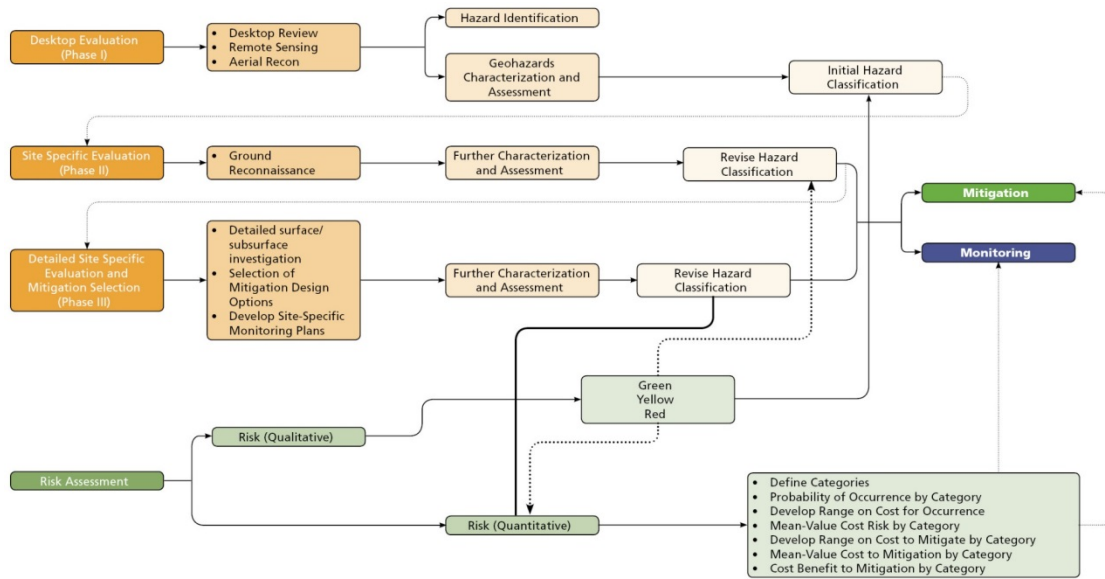 Desktop Evaluation
(Phase I)
• Desktop Review
• Remote Sensing
• Aerial Recon
Hazard Identification
Geohazards
Characterization and
Assessment
Initial Hazard
Classification
Site Specific Evaluation
(Phase II)
• Ground
Reconnaissance
Further Characterization
and Assessment
Revise Hazard
Classification
Mitigation
Monitoring
Detailed Site Specific
Evaluation and
Mitigation Selection
(Phase III)
• Detailed surface/
subsurface
investigation
• Selection of
Mitigation Design
Options
• Develop Site-Specific
Monitoring Plans
Further Characterization
and Assessment
Revise Hazard
Classification
Green
Yellow
Red
Risk (Qualitative)
Risk Assessment
Risk (Quantitative)
• Define Categories
• Probability of Occurrence by Category
• Develop Range on Cost for Occurrence
• Mean-Value Cost Risk by Category
• Develop Range on Cost to Mitigate by Category
• Mean-Value Cost to Mitigation by Category
• Cost Benefit to Mitigation by Category